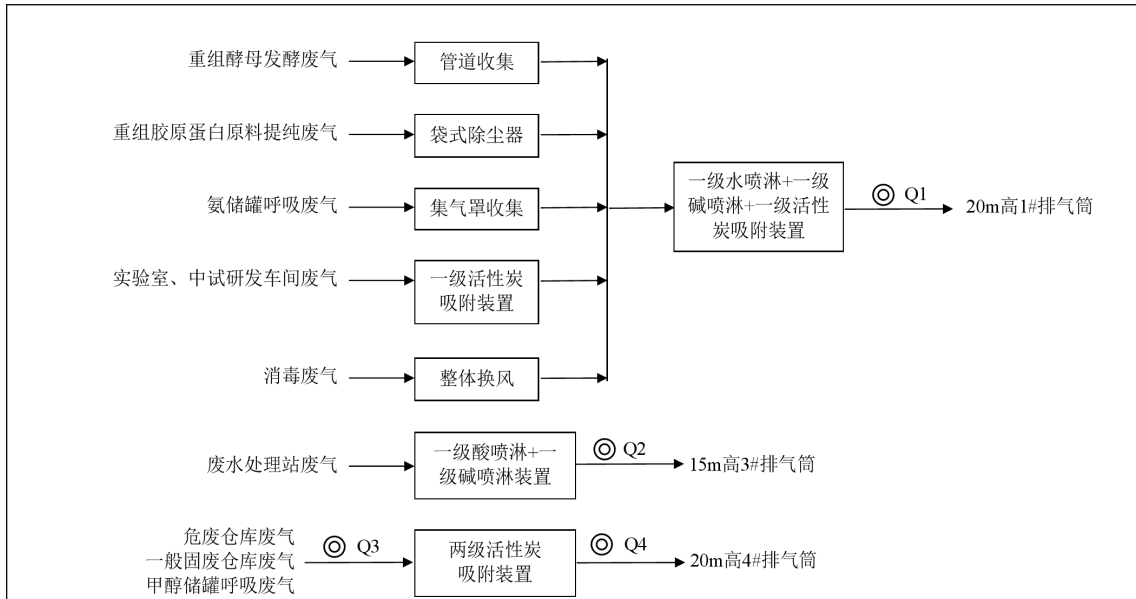 重组酵母发酵废气
管道收集
重组胶原蛋白原料提纯废气
袋式除尘器
氨储罐呼吸废气
集气罩收集
一级水喷淋+一级
碱喷淋+一级活性
炭吸附装置
◎ Q1
20m高1#排气筒
实验室、中试研发车间废气
一级活性炭
吸附装置
消毒废气
整体换风
废水处理站废气
一级酸喷淋+一
级碱喷淋装置
◎ Q2
15m高3#排气筒
危废仓库废气
一般固废仓库废气
甲醇储罐呼吸废气
◎ Q3
两级活性炭
吸附装置
◎ Q4
20m高4#排气筒